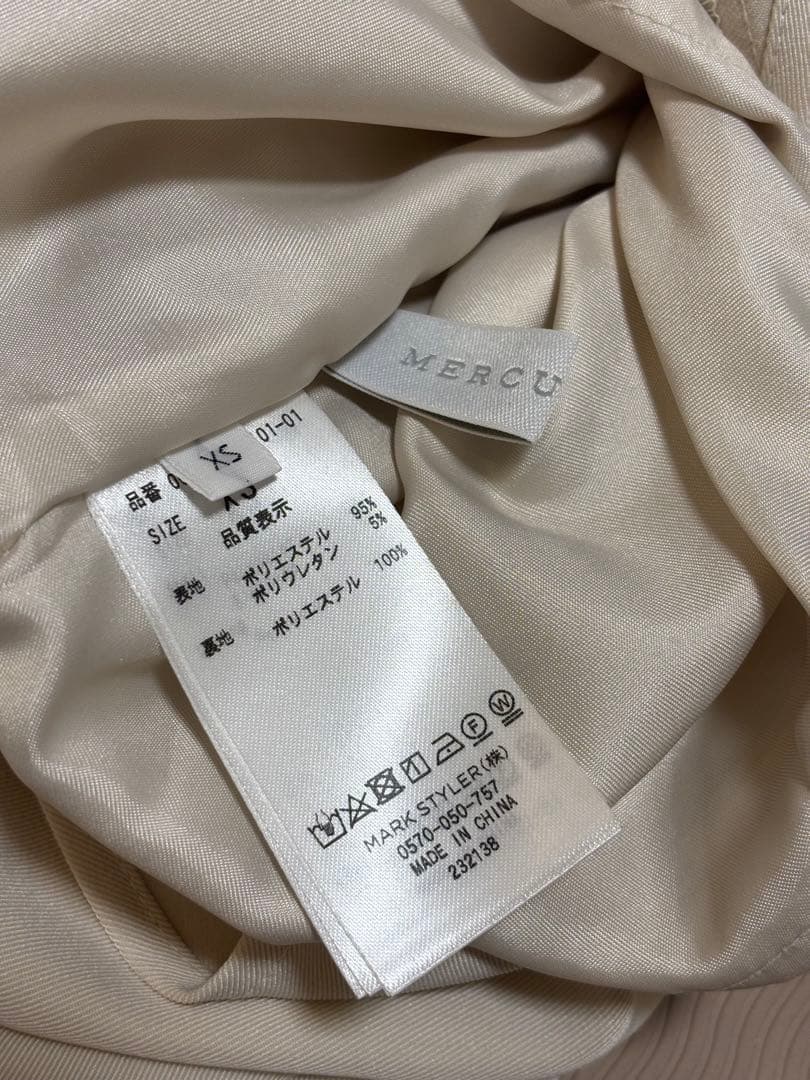 MERCU
XS
品番 0 01-01
SIZE XS
品質表示
表地 ポリエステル 95%
ポリウレタン 5%
裏地 ポリエステル 100%
MARK STYLER(株)
0570-050-757
MADE IN CHINA
232138